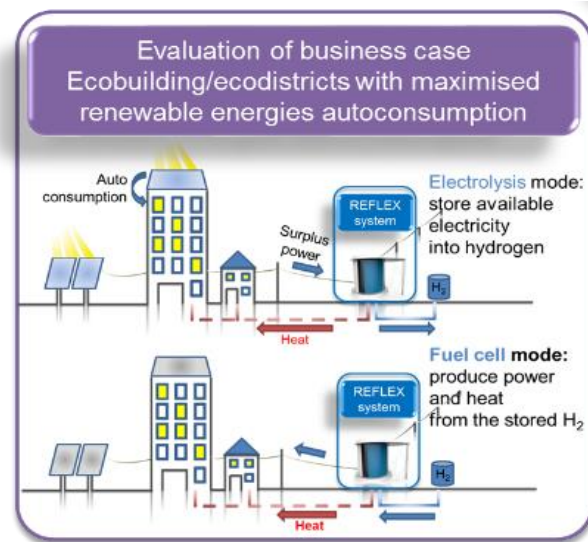 Evaluation of business case
Ecobuilding/ecodistricts with maximised
renewable energies autoconsumption
Auto
consumption
Surplus
power
REFLEX
system
H2
Heat
Electrolysis mode:
store available
electricity
into hydrogen
REFLEX
system
H2
Heat
Fuel cell mode:
produce power
and heat
from the stored H2